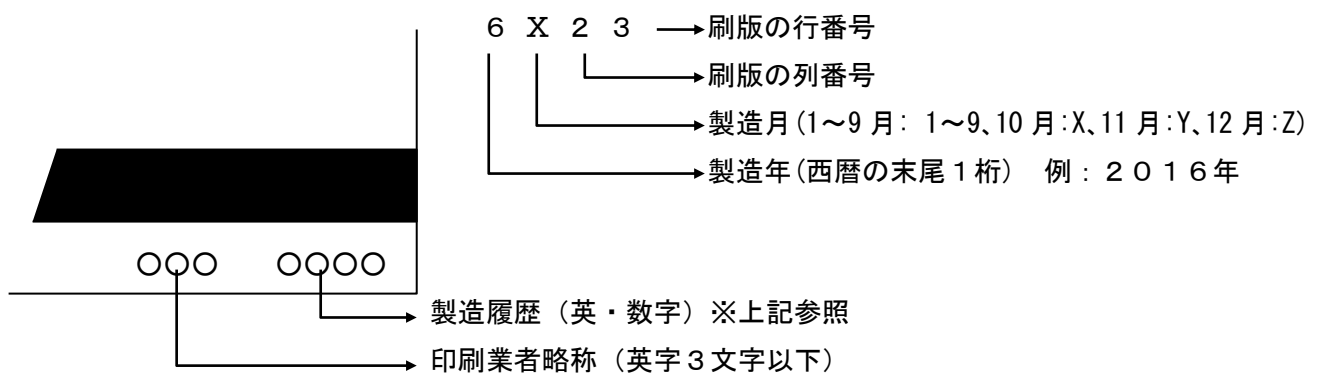 ６ Ｘ ２ ３ 刷版の行番号
刷版の列番号
製造月(1～9 月: 1～9、10 月:X、11 月:Y、12 月:Z)
製造年(西暦の末尾１桁) 例：２０１６年
○○○ ○○○○
製造履歴（英・数字）※上記参照
印刷業者略称（英字３文字以下）